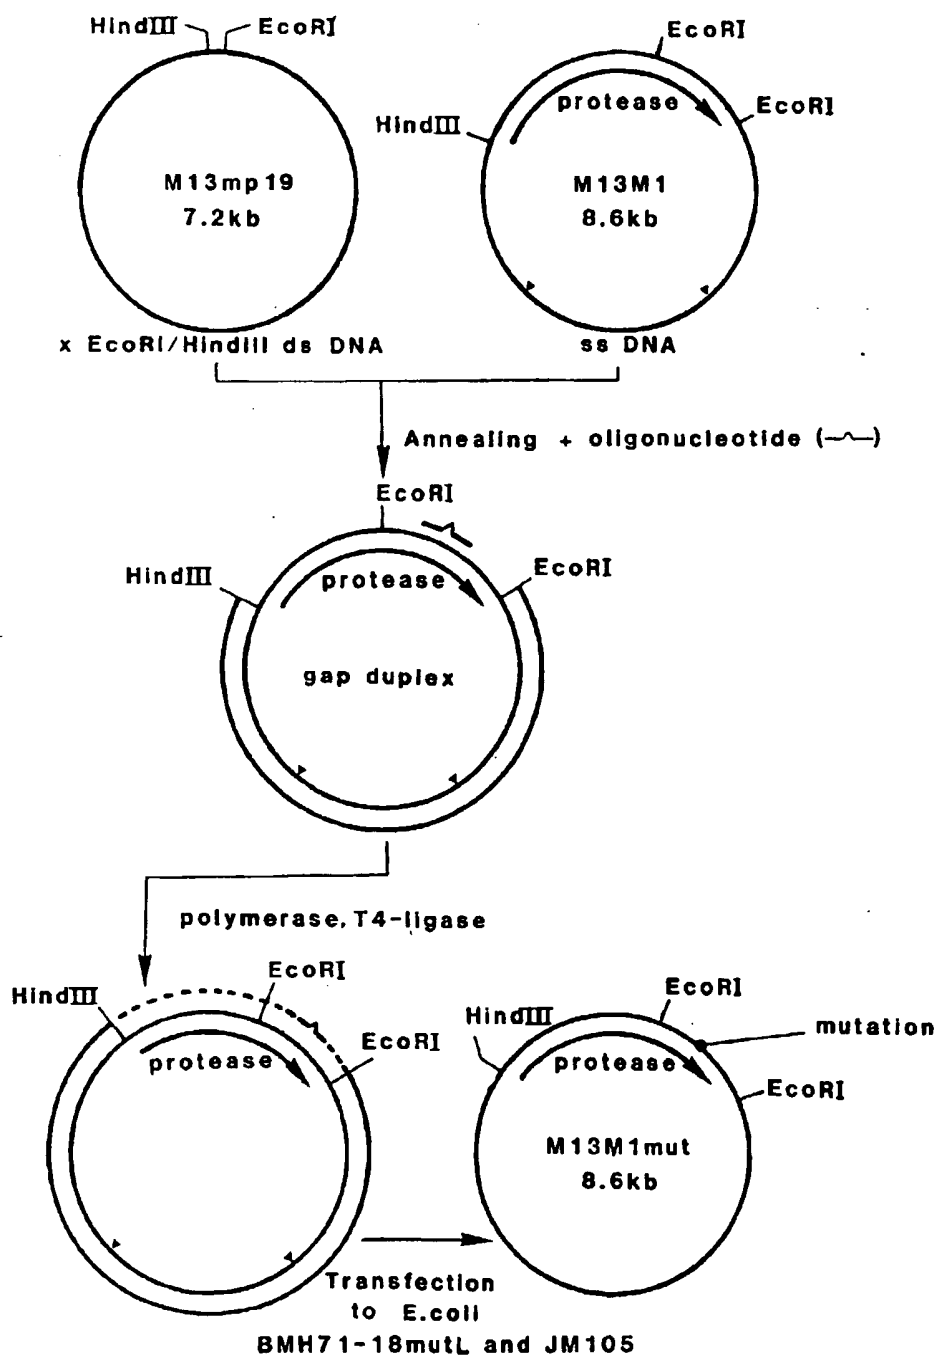 HindIII EcoRI
M13mp19
7.2kb
x EcoRI/HindIII ds DNA
EcoRI
protease
EcoRI
HindIII
M13M1
8.6kb
ss DNA
Annealing + oligonucleotide ( )
EcoRI
HindIII
protease
EcoRI
gap duplex
polymerase, T4-ligase
HindIII
EcoRI
protease
EcoRI
EcoRI
HindIII
mutation
protease
EcoRI
M13M1mut
8.6kb
Transfection
to E.coli
BMH71-18mutL and JM105